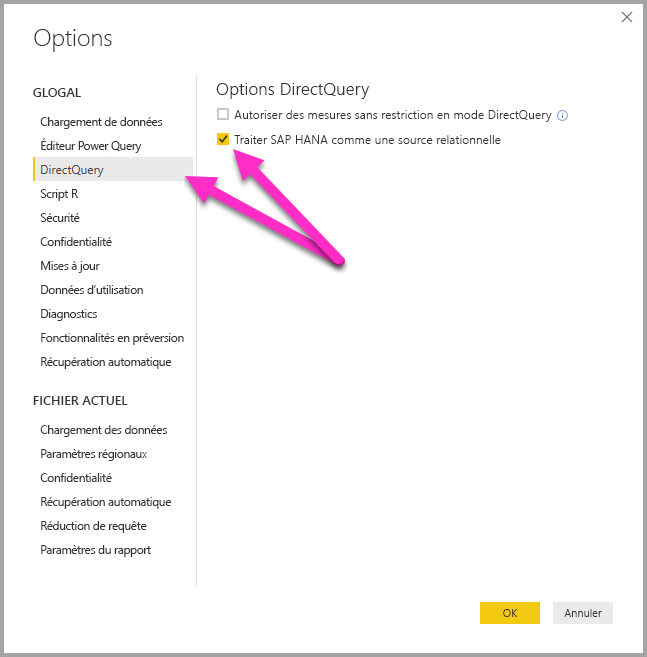 Options
GLOGAL
Chargement de données
Éditeur Power Query
DirectQuery
Script R
Sécurité
Confidentialité
Mises à jour
Données d'utilisation
Diagnostics
Fonctionnalités en préversion
Récupération automatique
FICHIER ACTUEL
Chargement des données
Paramètres régionaux
Confidentialité
Récupération automatique
Réduction de requête
Paramètres du rapport
Options DirectQuery
Autoriser des mesures sans restriction en mode DirectQuery
Traiter SAP HANA comme une source relationnelle
OK
Annuler